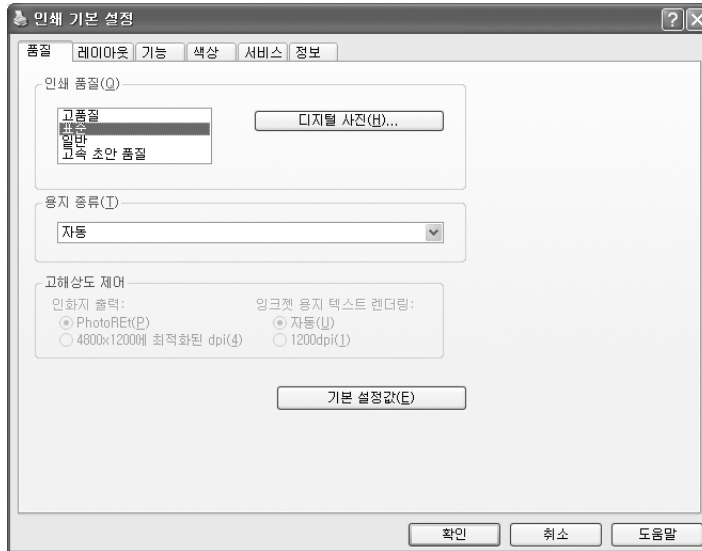 인쇄 기본 설정
품질 레이아웃 기능 색상 서비스 정보
인쇄 품질(Q)
고품질
표준
일반
고속 초안 품질
디지털 사진(H)...
용지 종류(T)
자동
고해상도 제어
인화지 출력: 잉크젯 용지 텍스트 렌더링:
PhotoREt(P) 자동(U)
4800x1200에 최적화된 dpi(4) 1200dpi(1)
기본 설정값(E)
확인 취소 도움말